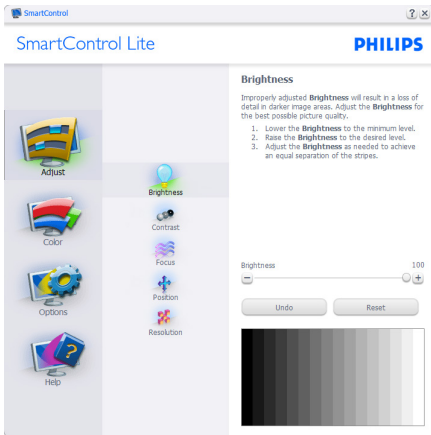 SmartControl
? ×
SmartControl Lite
PHILIPS
Adjust
Color
Options
?
Help
Brightness
Contrast
Focus
Position
Resolution
Brightness
Improperly adjusted Brightness will result in a loss of
detail in darker image areas. Adjust the Brightness for
the best possible picture quality.
1. Lower the Brightness to the minimum level.
2. Raise the Brightness to the desired level.
3. Adjust the Brightness as needed to achieve
an equal separation of the stripes.
Brightness 100
− +
Undo Reset